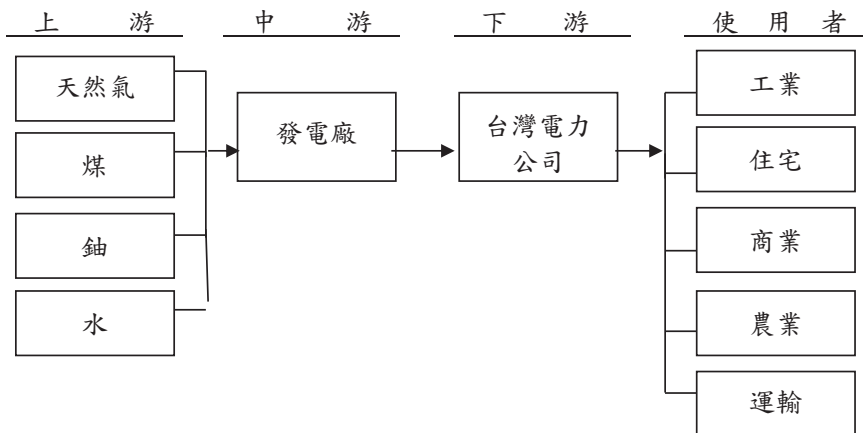 上游
中游
下游
使用者
天然氣
煤
鈾
水
發電廠
台灣電力
公司
工業
住宅
商業
農業
運輸